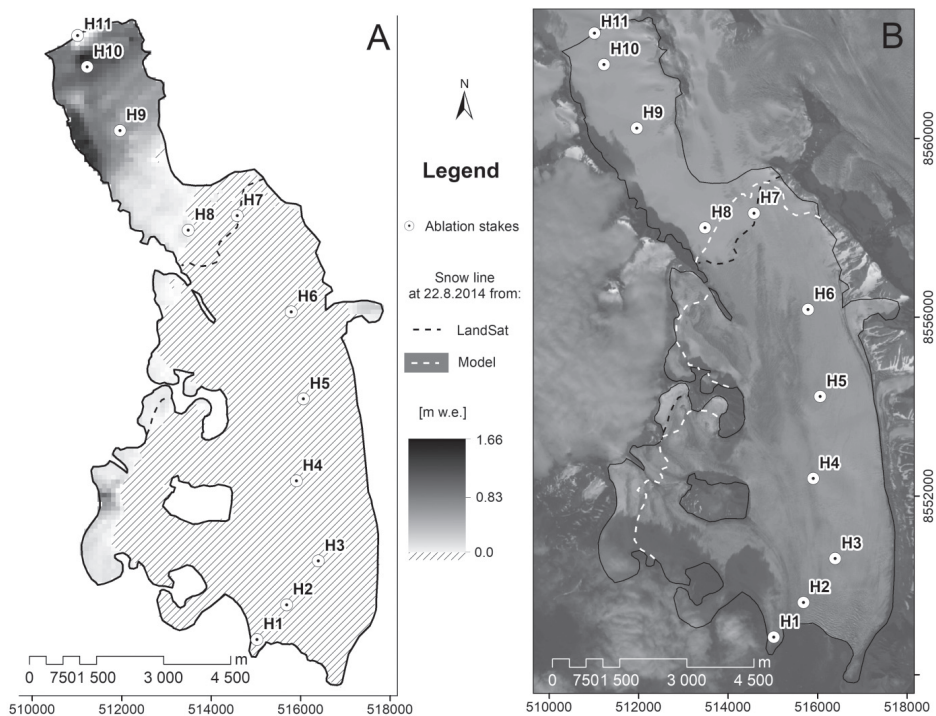 A
H11
H10
H9
H8
H7
H6
H5
H4
H3
H2
H1
0 750 1 500 3 000 4 500 m
510000 512000 514000 516000 518000
N
Legend
Ablation stakes
Snow line
at 22.8.2014 from:
LandSat
Model
[m w.e.]
1.66
0.83
0.0
B
H11
H10
H9
H8
H7
H6
H5
H4
H3
H2
H1
0 750 1 500 3 000 4 500 m
510000 512000 514000 516000 518000
8560000
8556000
8552000